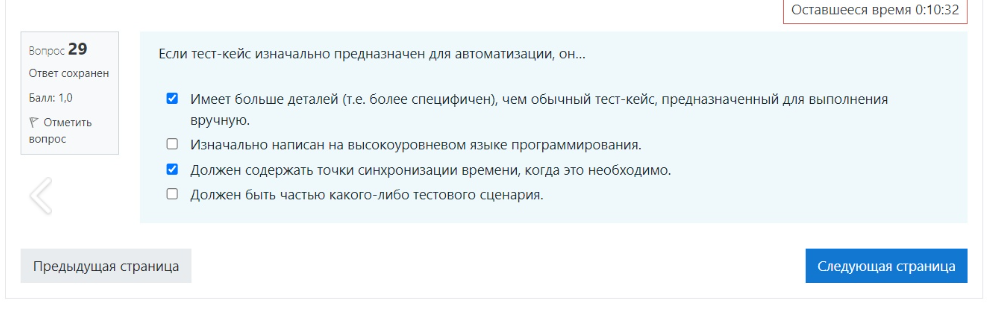 Оставшееся время 0:10:32
Вопрос 29
Ответ сохранен
Балл: 1,0
Отметить
вопрос
Если тест-кейс изначально предназначен для автоматизации, он...
Имеет больше деталей (т.е. более специфичен), чем обычный тест-кейс, предназначенный для выполнения
вручную.
Изначально написан на высокоуровневом языке программирования.
Должен содержать точки синхронизации времени, когда это необходимо.
Должен быть частью какого-либо тестового сценария.
Предыдущая страница
Следующая страница